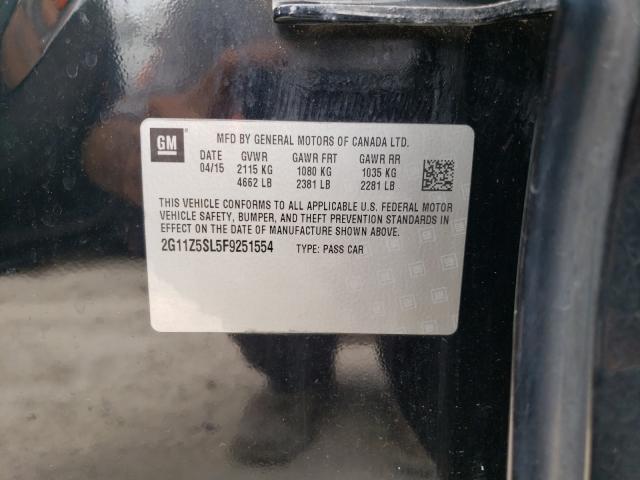 GM
MFD BY GENERAL MOTORS OF CANADA LTD.
DATE GVWR GAWR FRT GAWR RR
04/15 2115 KG 1080 KG 1035 KG
4662 LB 2381 LB 2281 LB
THIS VEHICLE CONFORMS TO ALL APPLICABLE U.S. FEDERAL MOTOR
VEHICLE SAFETY, BUMPER, AND THEFT PREVENTION STANDARDS IN
EFFECT ON THE DATE OF MANUFACTURE SHOWN ABOVE.
2G11Z5SL5F9251554 TYPE: PASS CAR